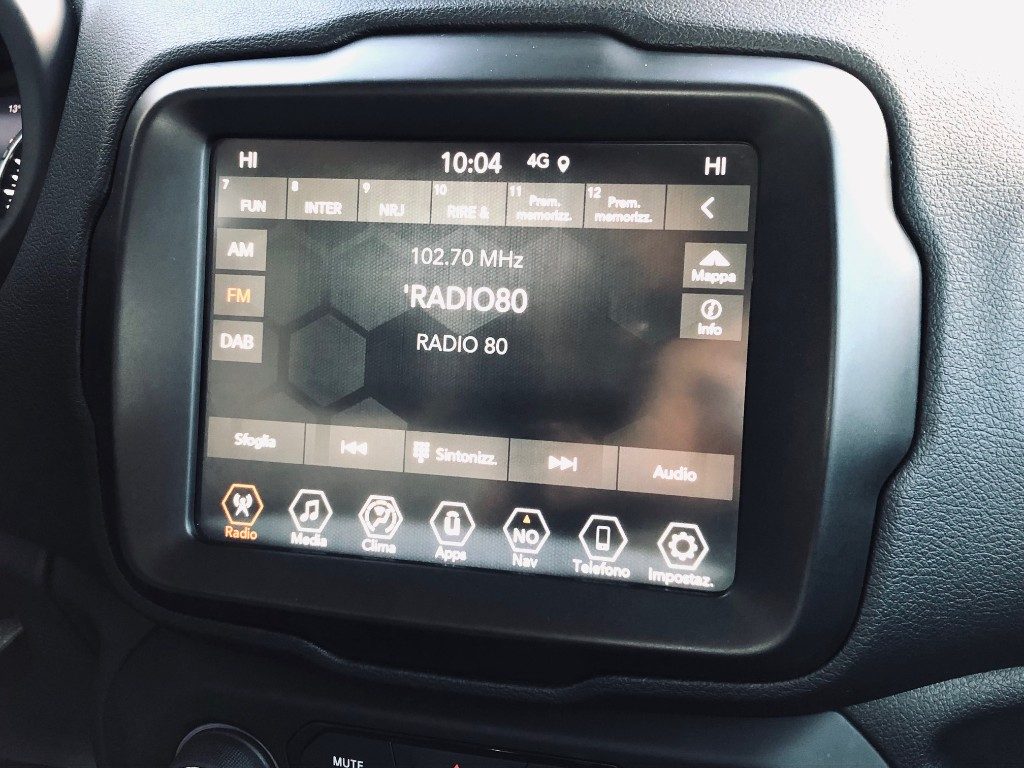 13°
HI 10:04 4G HI
7 FUN 8 INTER 9 NRJ 10 RIRE & 11 Prem. memorizz. 12 Prem. memorizz.
AM
102.70 MHz
Mappa
FM
'RADIO80
Info
DAB
RADIO 80
Sfoglia Sintonizz. Audio
NO
Radio Media Clima Apps Nav Telefono Impostaz.
MUTE